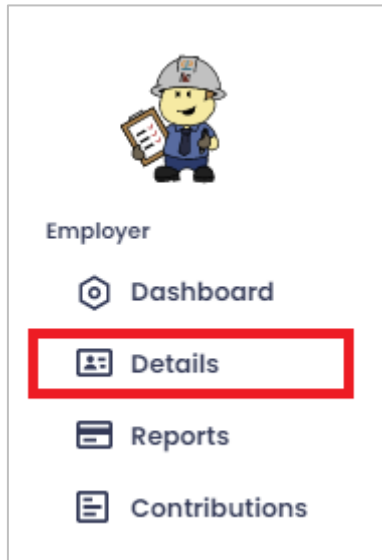 Employer
Dashboard
Details
Reports
Contributions